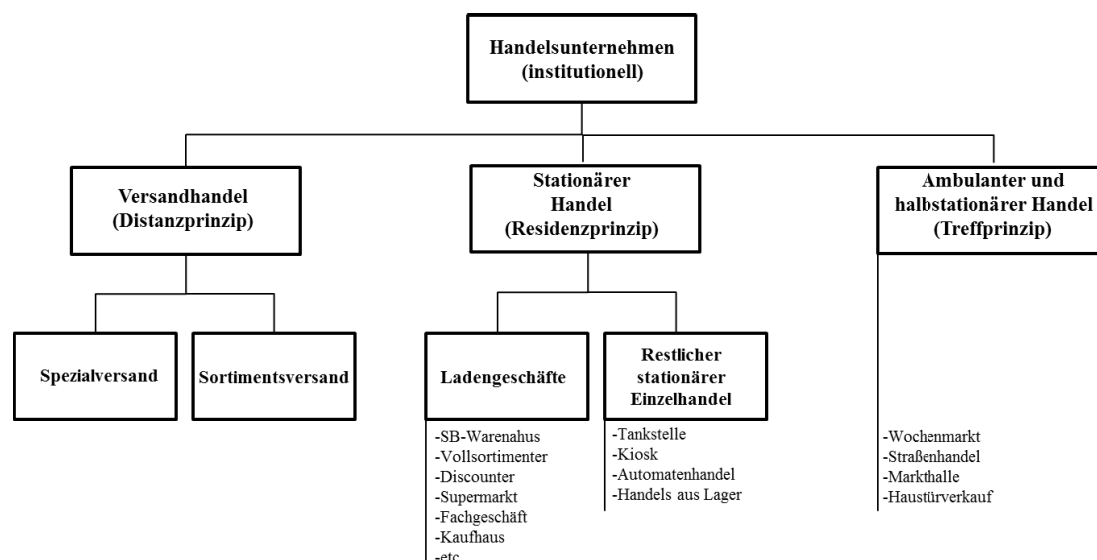 Handelsunternehmen
(institutionell)
Versandhandel
(Distanzprinzip)
Stationärer
Handel
(Residenzprinzip)
Ambulanter und
halbstationärer Handel
(Treffprinzip)
Spezialversand
Sortimentsversand
Ladengeschäfte
Restlicher
stationärer
Einzelhandel
-SB-Warenahus
-Vollsortimenter
-Discounter
-Supermarkt
-Fachgeschäft
-Kaufhaus
-etc
-Tankstelle
-Kiosk
-Automatenhandel
-Handels aus Lager
-Wochenmarkt
-Straßenhandel
-Markthalle
-Haustürverkauf